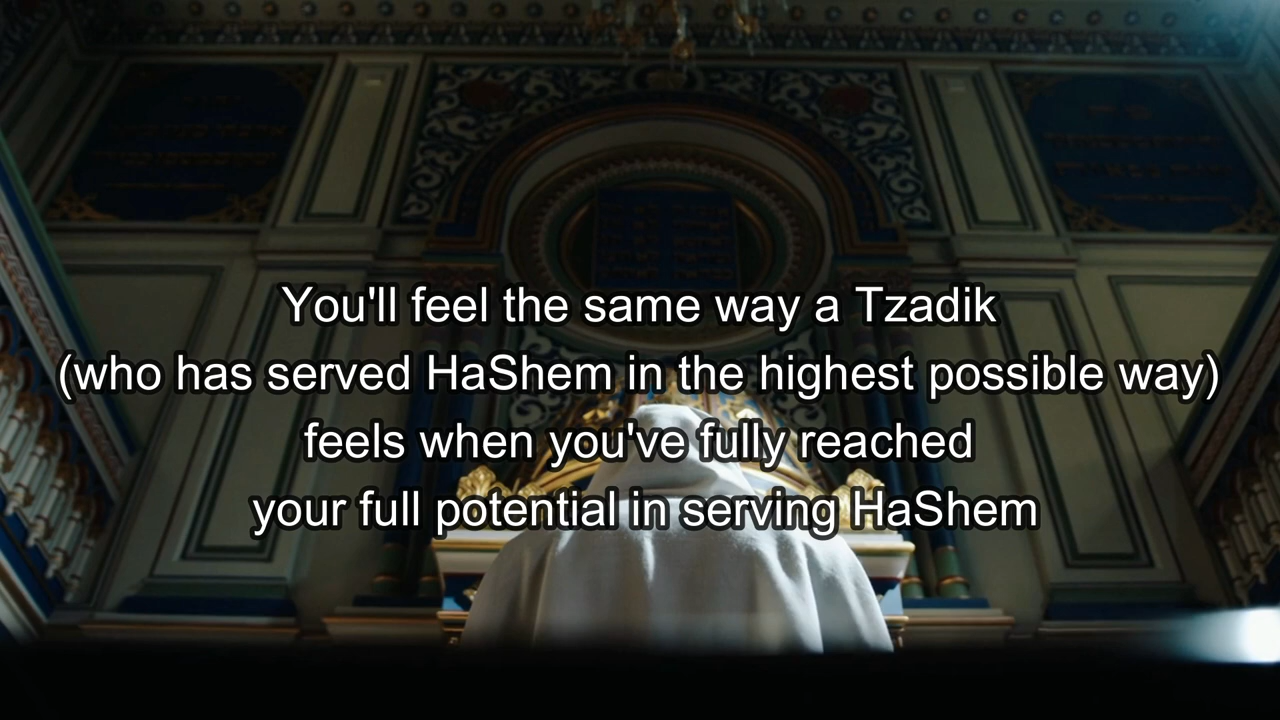 You'll feel the same way a Tzadik
(who has served HaShem in the highest possible way)
feels when you've fully reached
your full potential in serving HaShem